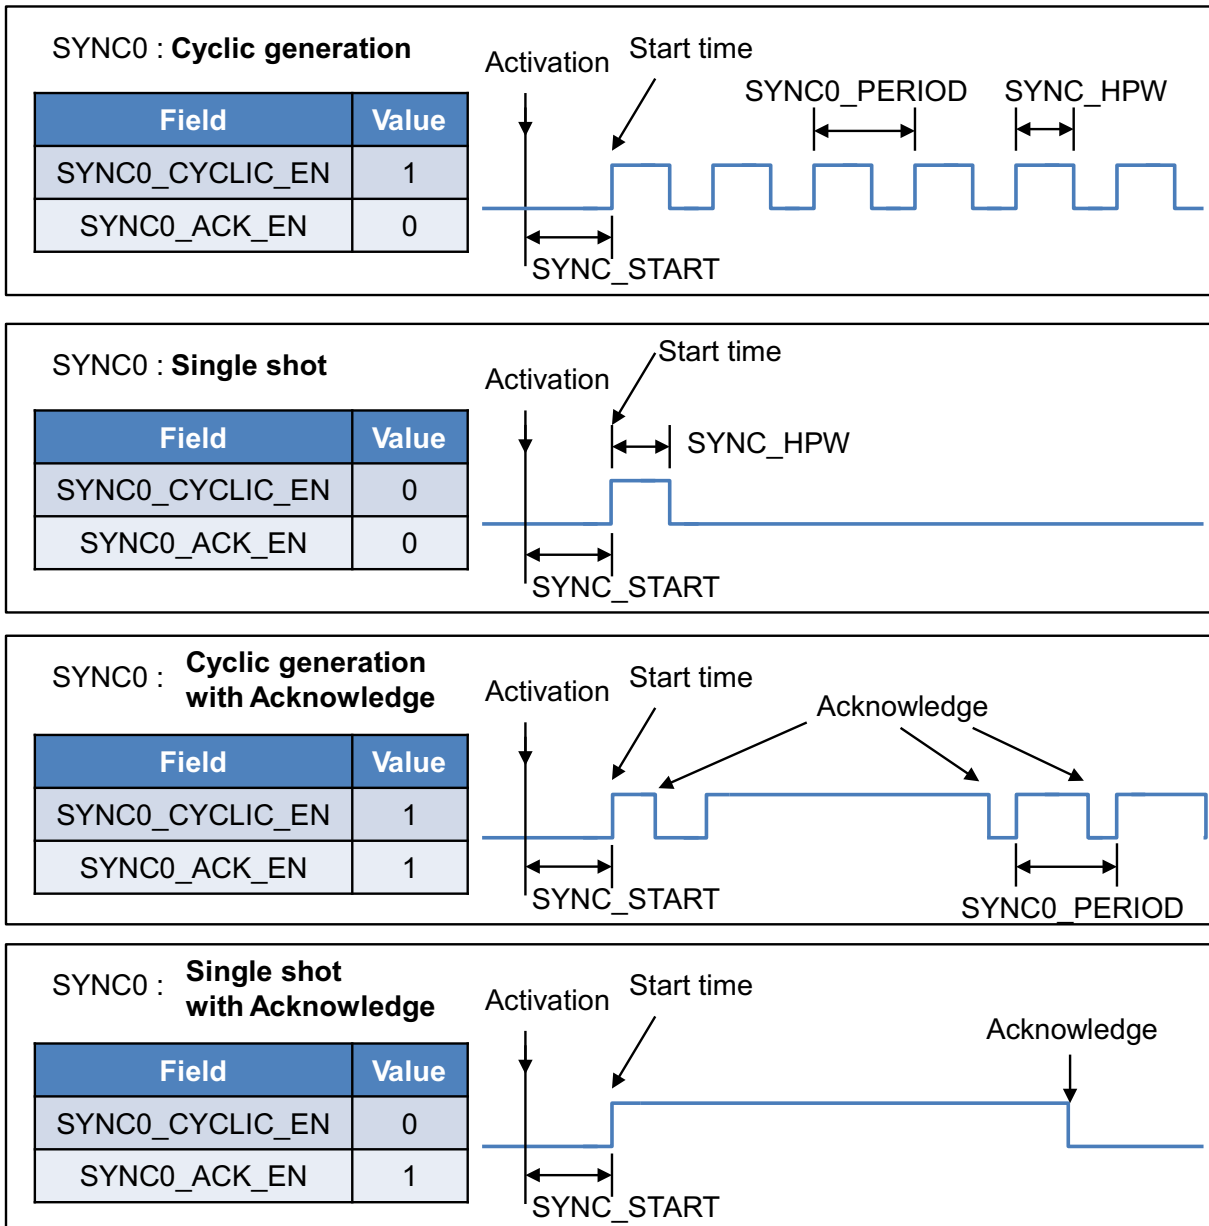 SYNC0 : Cyclic generation
Activation
Start time
SYNC0_PERIOD
SYNC_HPW
Field Value
SYNC0_CYCLIC_EN 1
SYNC0_ACK_EN 0
SYNC_START
SYNC0 : Single shot
Activation
Start time
SYNC_HPW
Field Value
SYNC0_CYCLIC_EN 0
SYNC0_ACK_EN 0
SYNC_START
SYNC0 : Cyclic generation
with Acknowledge
Activation
Start time
Acknowledge
Field Value
SYNC0_CYCLIC_EN 1
SYNC0_ACK_EN 1
SYNC_START
SYNC0_PERIOD
SYNC0 : Single shot
with Acknowledge
Activation
Start time
Acknowledge
Field Value
SYNC0_CYCLIC_EN 0
SYNC0_ACK_EN 1
SYNC_START